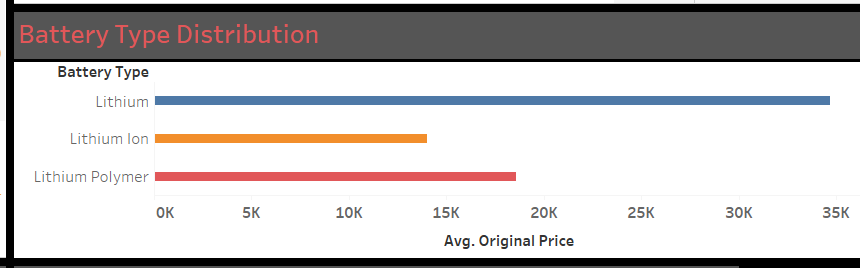 Battery Type Distribution
Battery Type
Lithium
Lithium Ion
Lithium Polymer
0K 5K 10K 15K 20K 25K 30K 35K
Avg. Original Price